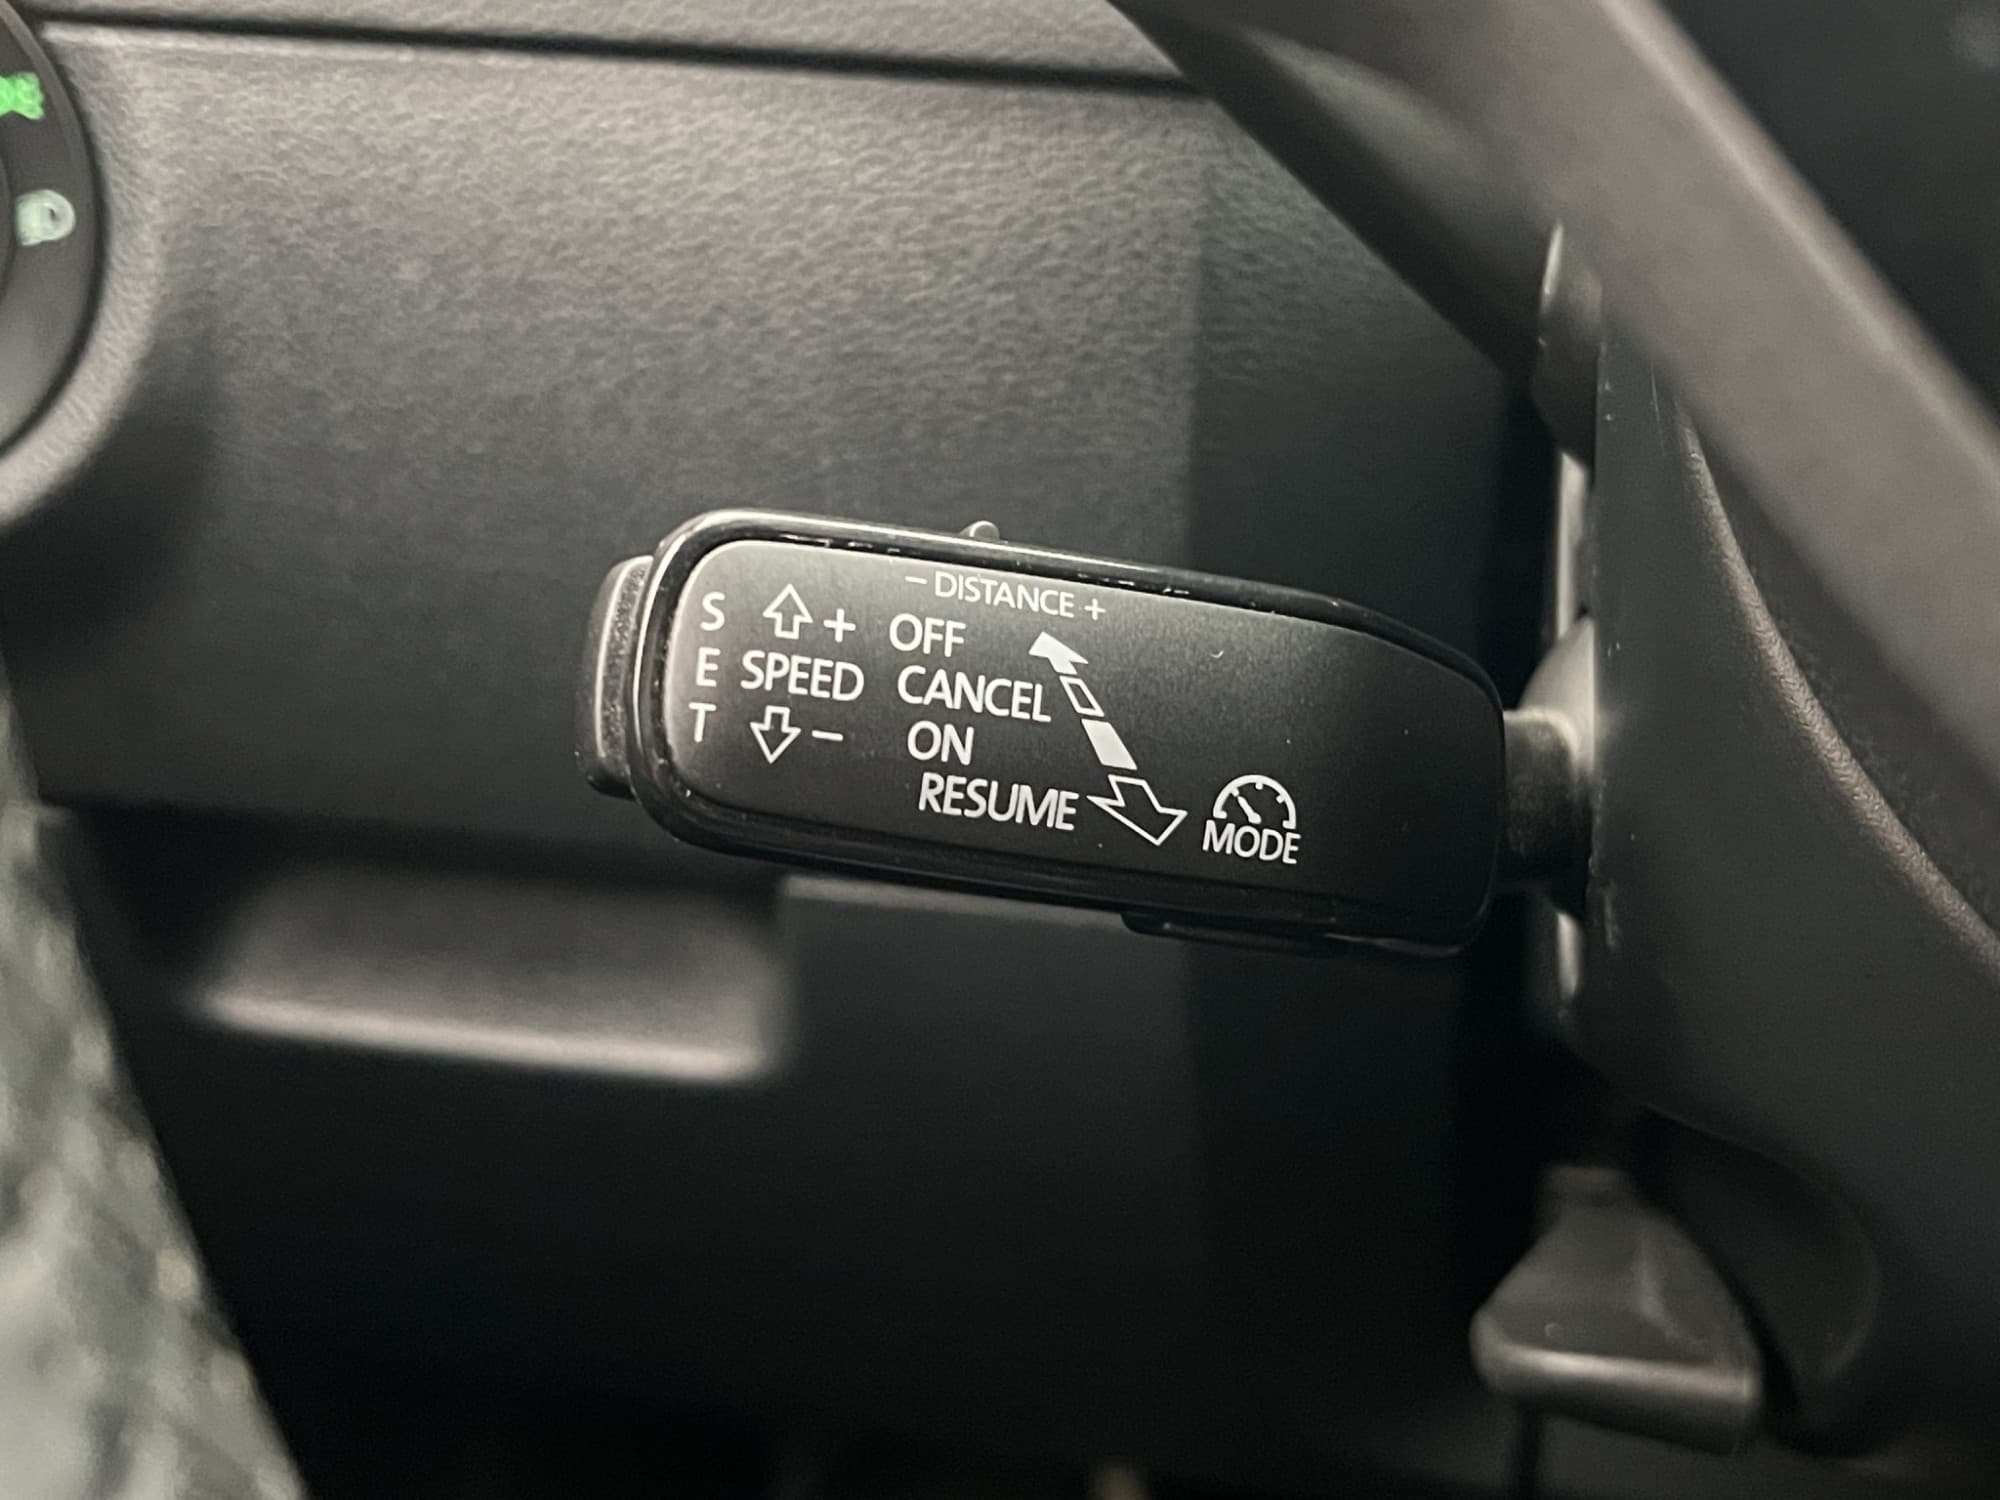 − DISTANCE +
S
E
T
+
SPEED
−
OFF
CANCEL
ON
RESUME
MODE